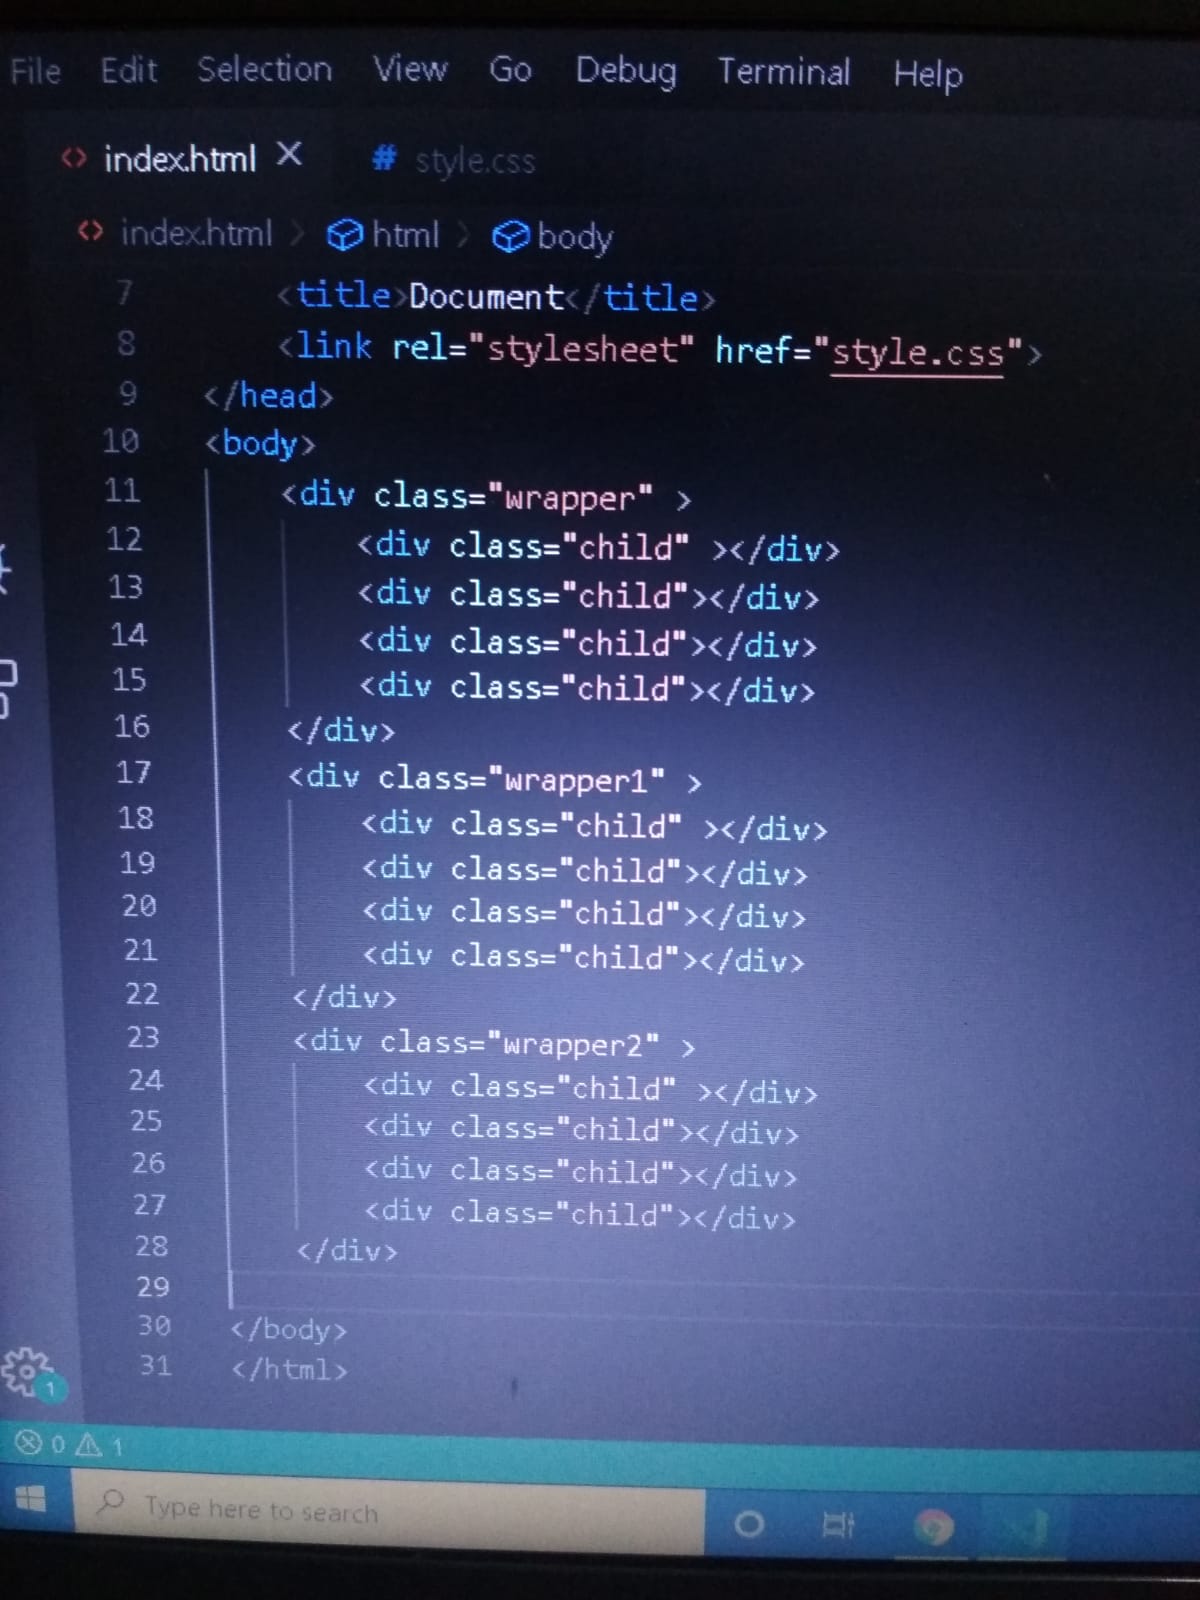 File Edit Selection View Go Debug Terminal Help
<> index.html X # style.css
<> index.html > html > body
7 <title>Document</title>
8 <link rel="stylesheet" href="style.css">
9 </head>
10 <body>
11 <div class="wrapper" >
12 <div class="child" ></div>
13 <div class="child"></div>
14 <div class="child"></div>
15 <div class="child"></div>
16 </div>
17 <div class="wrapper1" >
18 <div class="child" ></div>
19 <div class="child"></div>
20 <div class="child"></div>
21 <div class="child"></div>
22 </div>
23 <div class="wrapper2" >
24 <div class="child" ></div>
25 <div class="child"></div>
26 <div class="child"></div>
27 <div class="child"></div>
28 </div>
29
30 </body>
31 </html>
1
0 1
Type here to search